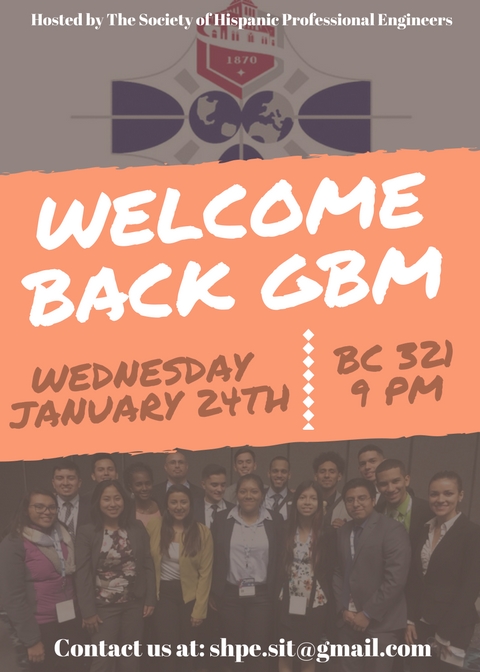 Hosted by The Society of Hispanic Professional Engineers
1870
WELCOME
BACK GBM
WEDNESDAY
JANUARY 24TH
BC 321
9 PM
Contact us at: shpe.sit@gmail.com